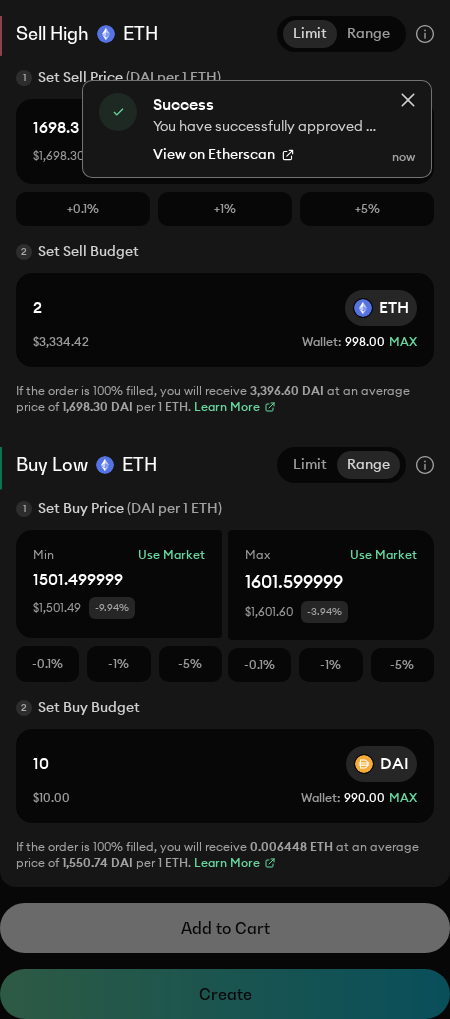 Sell High ETH Limit Range
1 Set Sell Price (DAI per 1 ETH)
Success
You have successfully approved ...
View on Etherscan
now
1698.3
$1,698.30
+0.1% +1% +5%
2 Set Sell Budget
2 ETH
$3,334.42 Wallet: 998.00 MAX
If the order is 100% filled, you will receive 3,396.60 DAI at an average
price of 1,698.30 DAI per 1 ETH. Learn More
Buy Low ETH Limit Range
1 Set Buy Price (DAI per 1 ETH)
Min Use Market Max Use Market
1501.499999 1601.599999
$1,501.49 -9.94% $1,601.60 -3.94%
-0.1% -1% -5% -0.1% -1% -5%
2 Set Buy Budget
10 DAI
$10.00 Wallet: 990.00 MAX
If the order is 100% filled, you will receive 0.006448 ETH at an average
price of 1,550.74 DAI per 1 ETH. Learn More
Add to Cart
Create